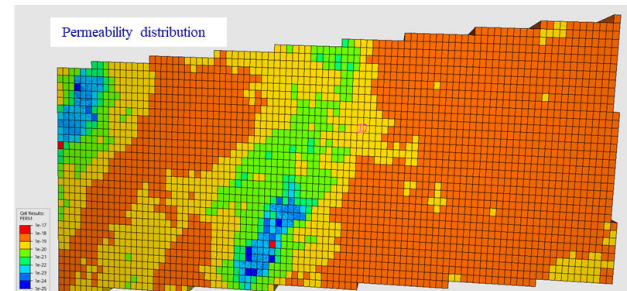 Permeability distribution
Cell Results:
PERM
1e-17
1e-18
1e-19
1e-20
1e-21
1e-22
1e-23
1e-24
1e-25